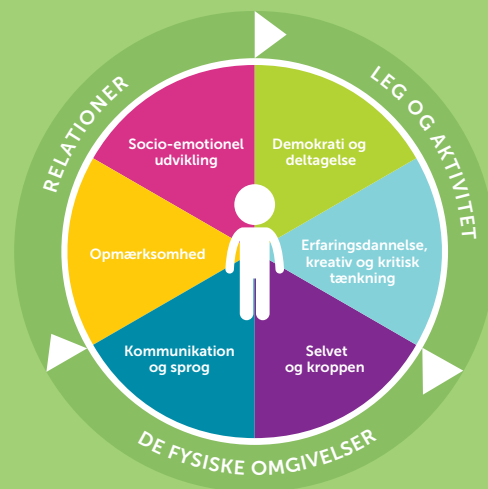 RELATIONER
LEG OG AKTIVITET
Socio-emotionel
udvikling
Demokrati og
deltagelse
Opmærksomhed
Erfaringsdannelse,
kreativ og kritisk
tænkning
Kommunikation
og sprog
Selvet
og kroppen
DE FYSISKE OMGIVELSER